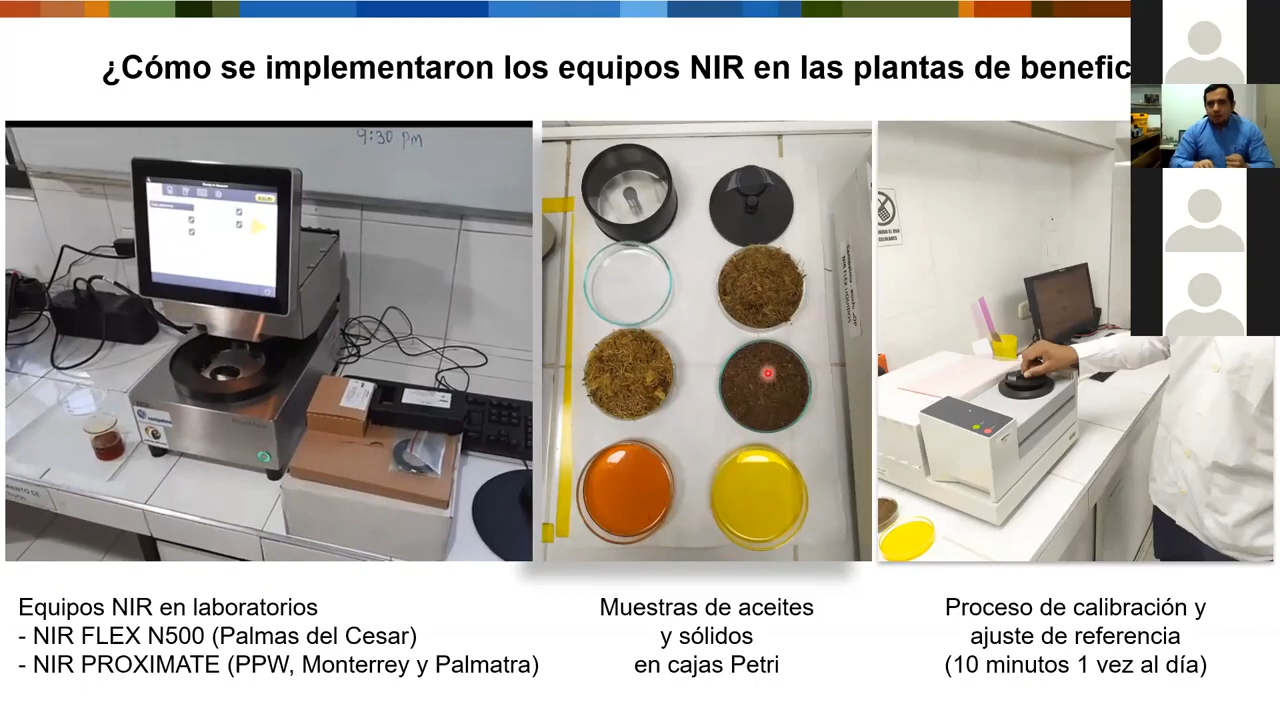 ¿Cómo se implementaron los equipos NIR en las plantas de benefic
9:30 pm
Equipos NIR en laboratorios
- NIR FLEX N500 (Palmas del Cesar)
- NIR PROXIMATE (PPW, Monterrey y Palmatra)
Muestras de aceites
y sólidos
en cajas Petri
Proceso de calibración y
ajuste de referencia
(10 minutos 1 vez al día)